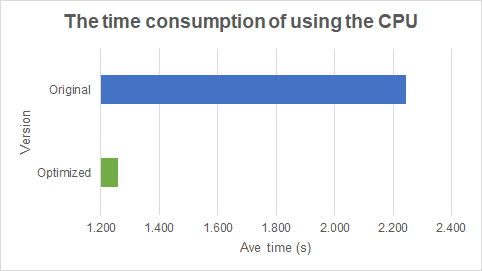 The time consumption of using the CPU
Original
Version
Optimized
1.200 1.400 1.600 1.800 2.000 2.200 2.400
Ave time (s)